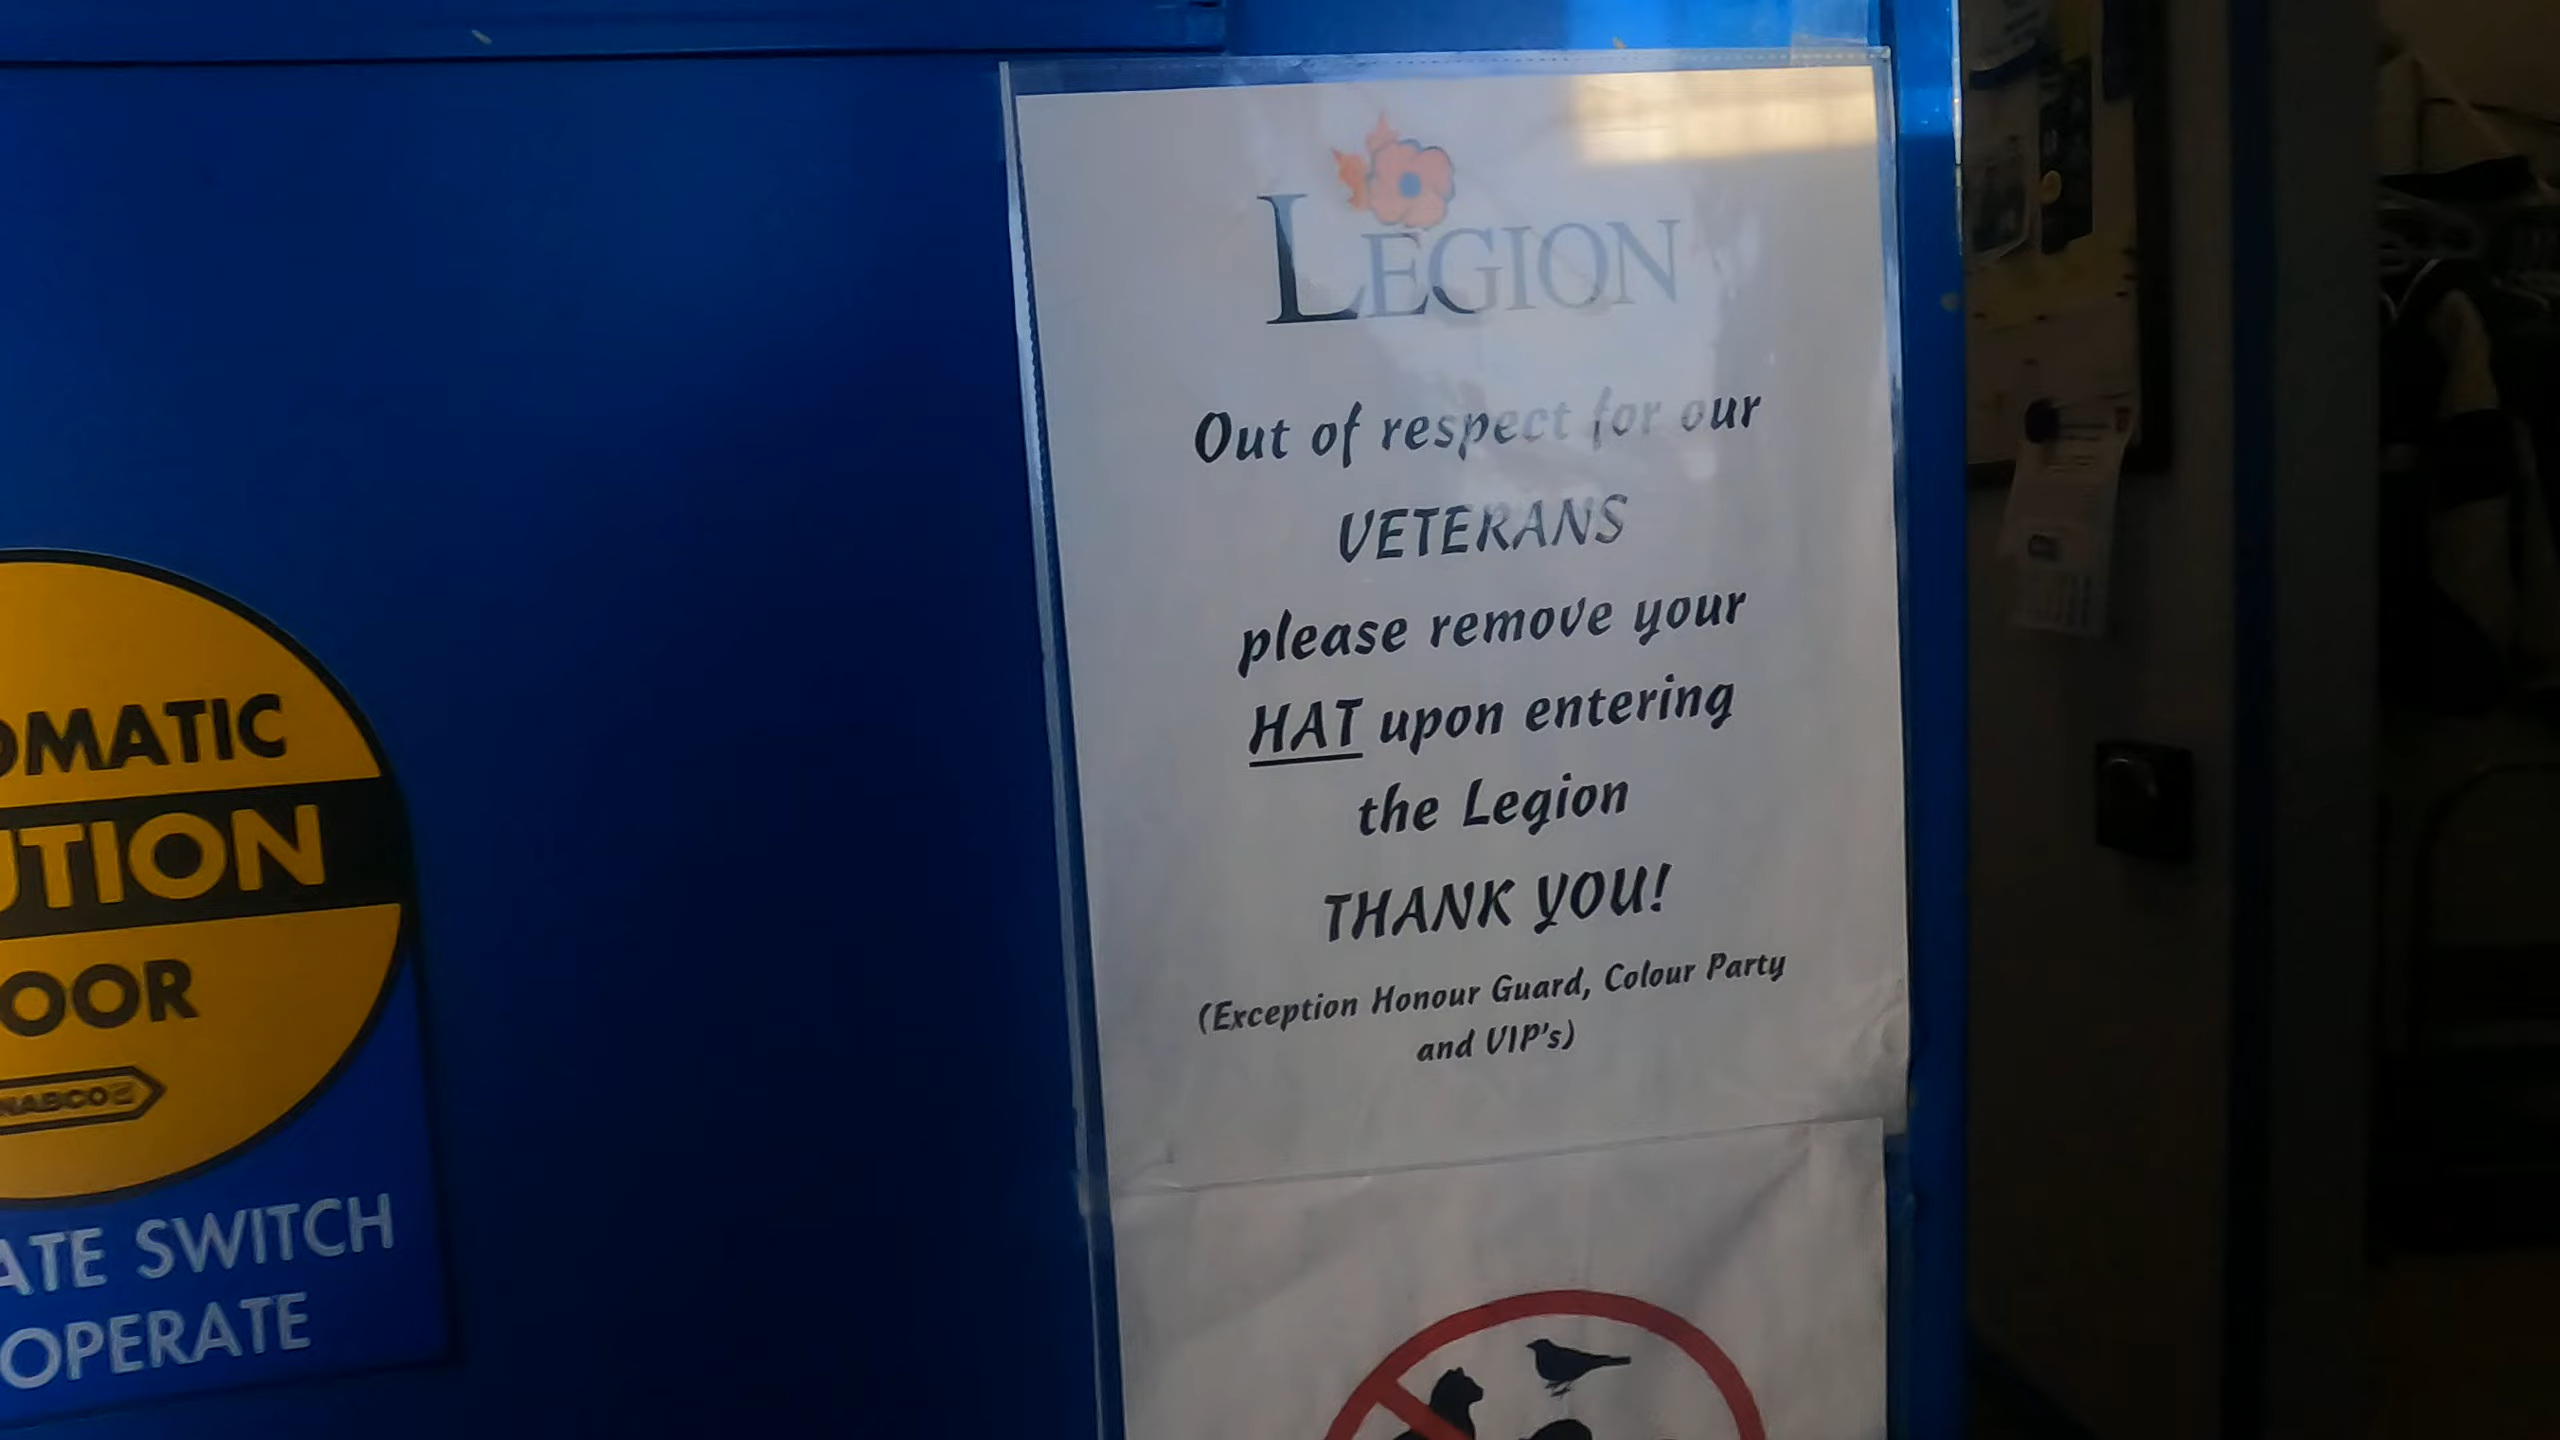 LEGION
Out of respect for our
VETERANS
please remove your
HAT upon entering
the Legion
THANK YOU!
(Exception Honour Guard, Colour Party
and VIP's)
OMATIC
UTION
OOR
NABCO
ATE SWITCH
OPERATE